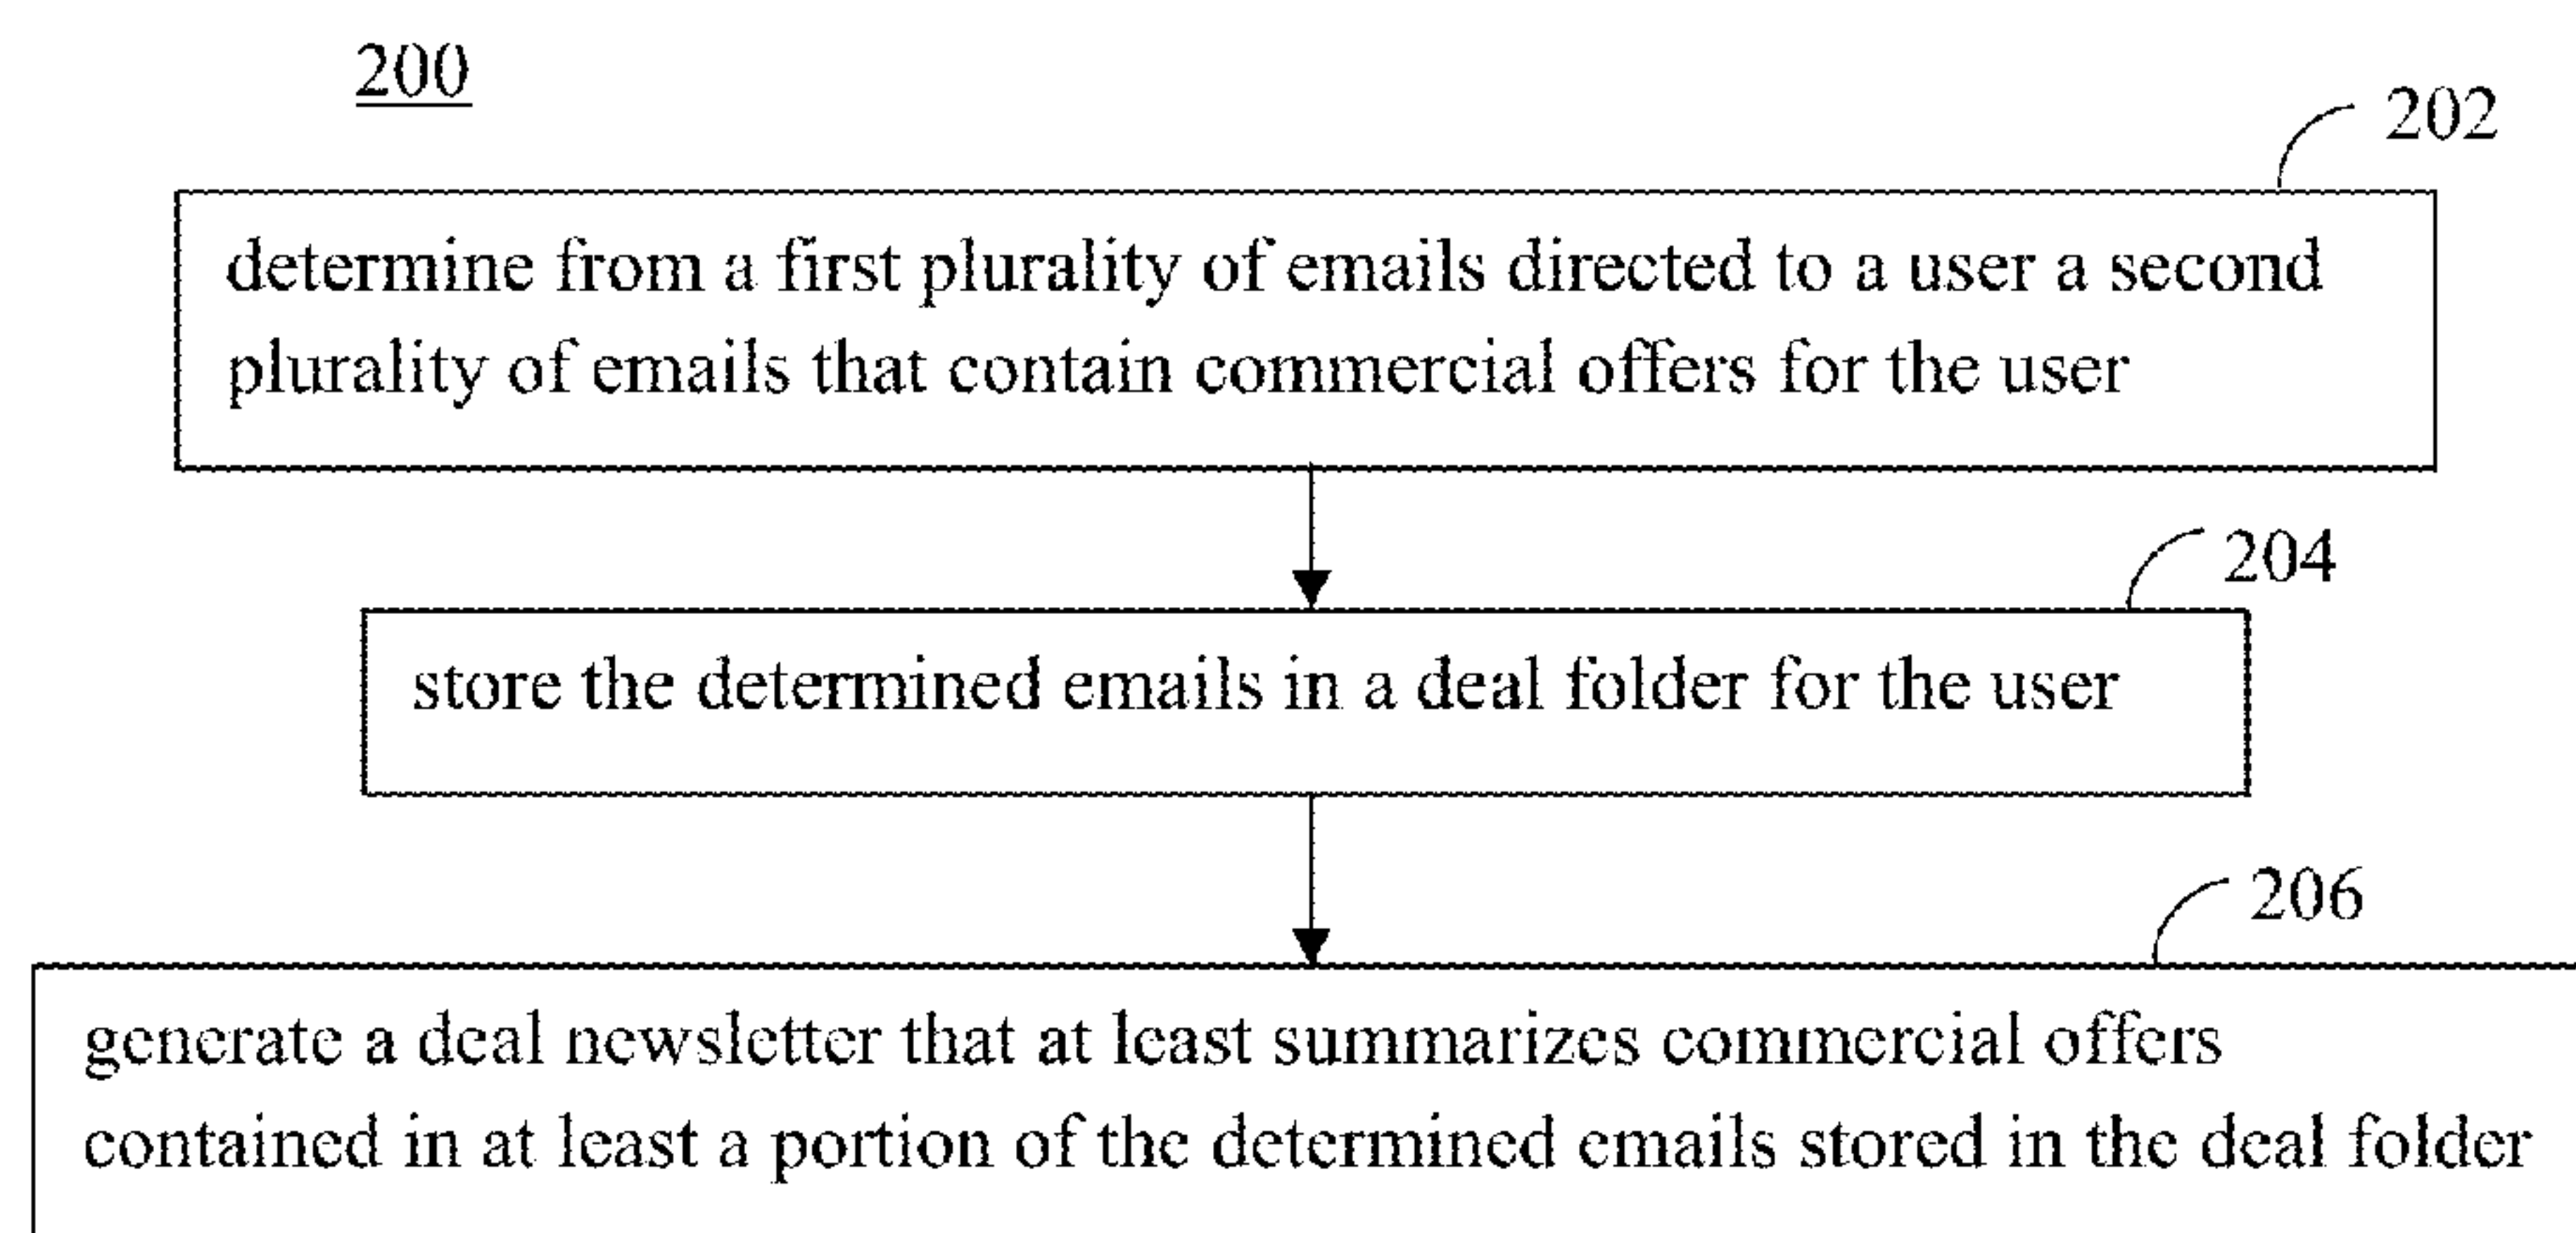 200
202
determine from a first plurality of emails directed to a user a second
plurality of emails that contain commercial offers for the user
204
store the determined emails in a deal folder for the user
206
generate a deal newsletter that at least summarizes commercial offers
contained in at least a portion of the determined emails stored in the deal folder